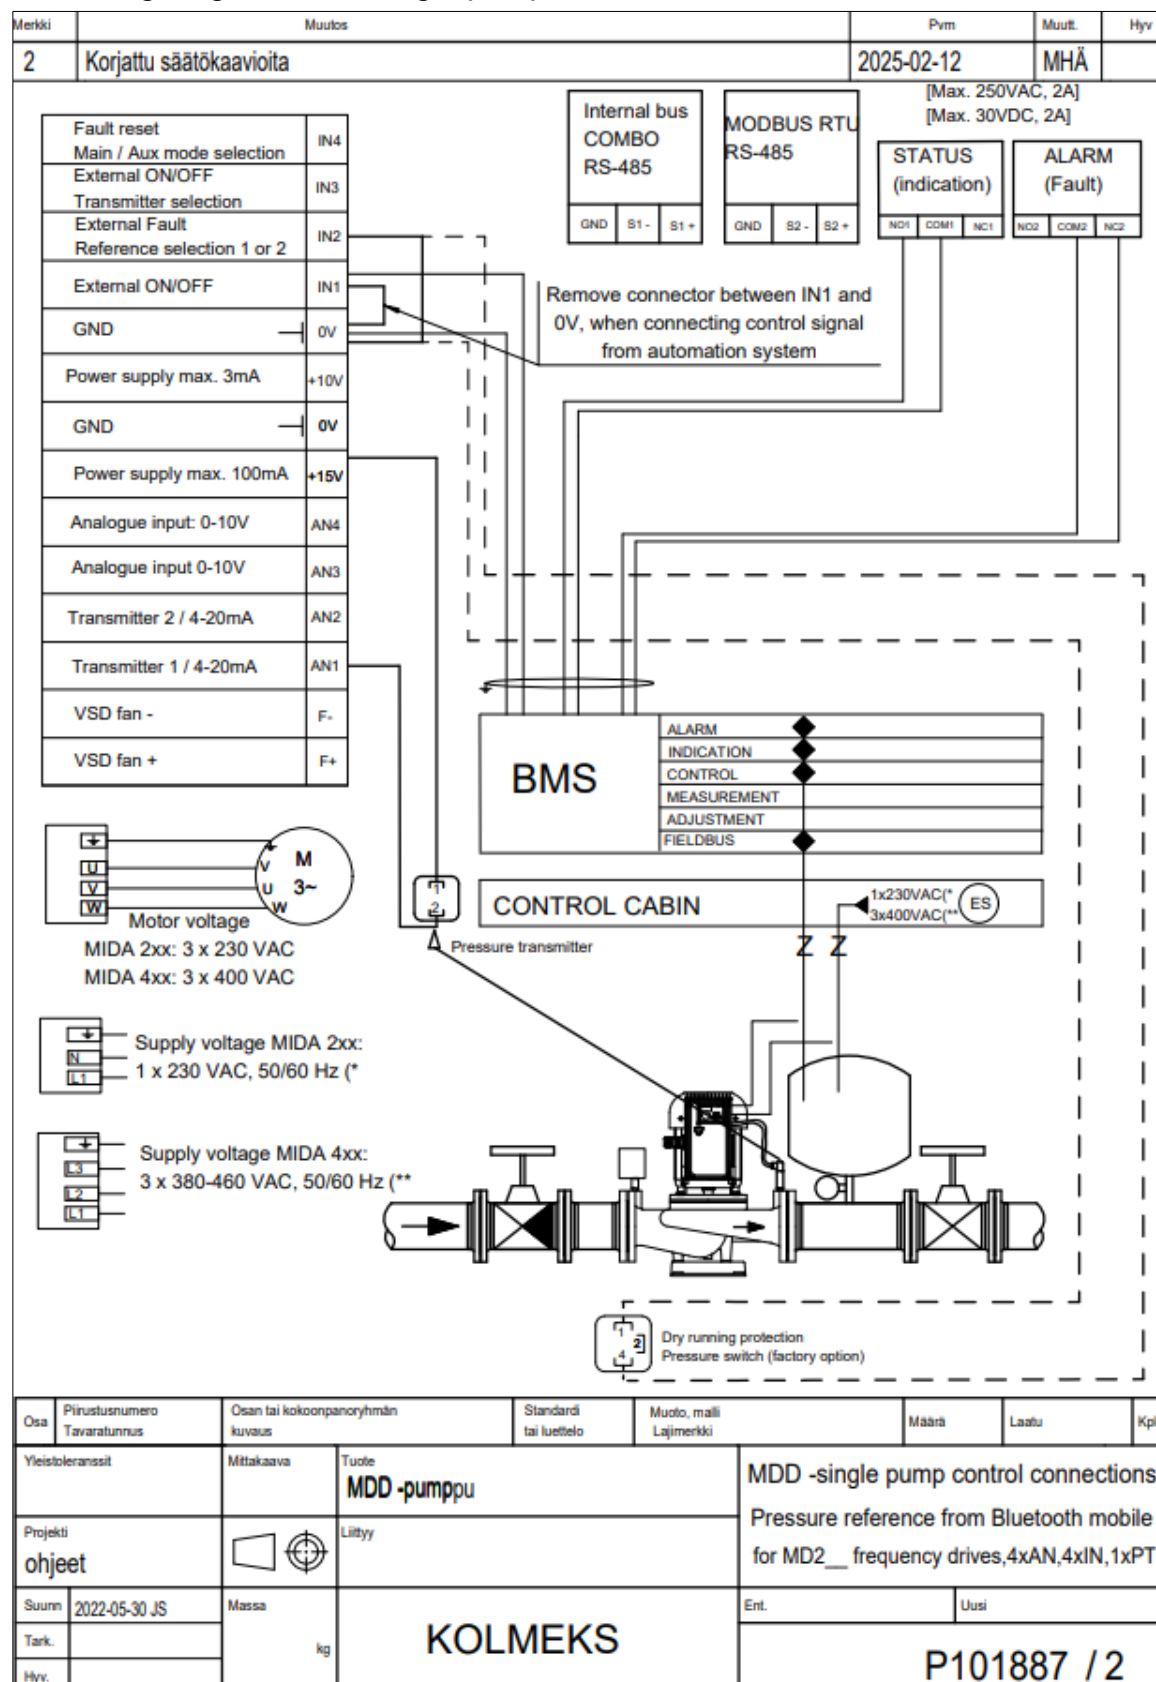 Merkki Muutos Pvm Muutt. Hyv
2 Korjattu säätökaavioita 2025-02-12 MHÄ
[Max. 250VAC, 2A]
[Max. 30VDC, 2A]
Fault reset
Main / Aux mode selection IN4
External ON/OFF
Transmitter selection IN3
External Fault
Reference selection 1 or 2 IN2
External ON/OFF IN1
GND 0V
Power supply max. 3mA +10V
GND 0V
Power supply max. 100mA +15V
Analogue input: 0-10V AN4
Analogue input 0-10V AN3
Transmitter 2 / 4-20mA AN2
Transmitter 1 / 4-20mA AN1
VSD fan - F-
VSD fan + F+
Internal bus
COMBO
RS-485
GND S1 - S1 +
MODBUS RTU
RS-485
GND S2 - S2 +
STATUS
(indication)
NO1 COM1 NC1
ALARM
(Fault)
NO2 COM2 NC2
Remove connector between IN1 and
0V, when connecting control signal
from automation system
BMS
ALARM
INDICATION
CONTROL
MEASUREMENT
ADJUSTMENT
FIELDBUS
CONTROL CABIN
1x230VAC(*
3x400VAC(**
ES
Z Z
1
2
Pressure transmitter
U
V
W
V
U
W
M
3~
Motor voltage
MIDA 2xx: 3 x 230 VAC
MIDA 4xx: 3 x 400 VAC
N
L1
Supply voltage MIDA 2xx:
1 x 230 VAC, 50/60 Hz (*
L3
L2
L1
Supply voltage MIDA 4xx:
3 x 380-460 VAC, 50/60 Hz (**
1
2
4
Dry running protection
Pressure switch (factory option)
Osa
Piirustusnumero
Tavaratunnus
Osan tai kokoonpanoryhmän
kuvaus
Standardi
tai luettelo
Muoto, malli
Lajimerkki
Määrä
Laatu
Kpl
Yleistoleranssit
Mittakaava
Tuote
MDD -pumppu
MDD -single pump control connections
Pressure reference from Bluetooth mobile
for MD2__ frequency drives,4xAN,4xIN,1xPT
Projekti
ohjeet
Liittyy
Suunn 2022-05-30 JS
Tark.
Hyv.
Massa
kg
KOLMEKS
Ent.
Uusi
P101887 / 2